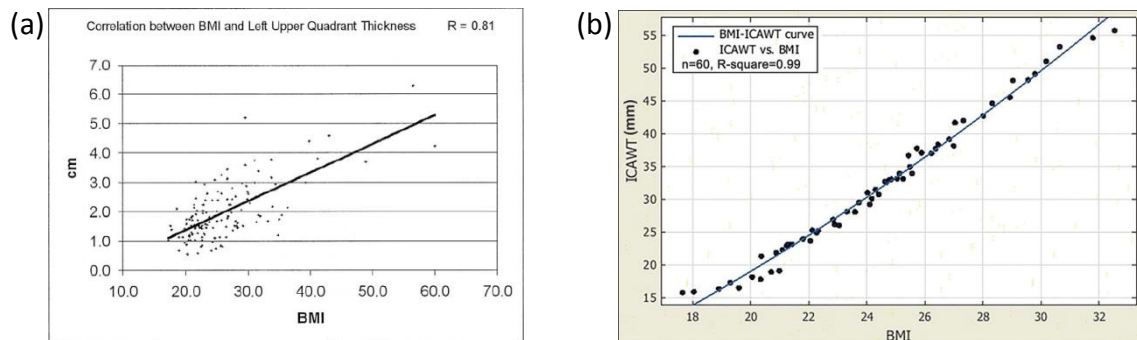 (a)
Correlation between BMI and Left Upper Quadrant Thickness R = 0.81
7.0
6.0
5.0
4.0
3.0
2.0
1.0
0.0
cm
10.0 20.0 30.0 40.0 50.0 60.0 70.0
BMI
(b)
BMI-ICAWT curve
ICAWT vs. BMI
n=60, R-square=0.99
55
50
45
40
35
30
25
20
15
ICAWT (mm)
18 20 22 24 26 28 30 32
BMI